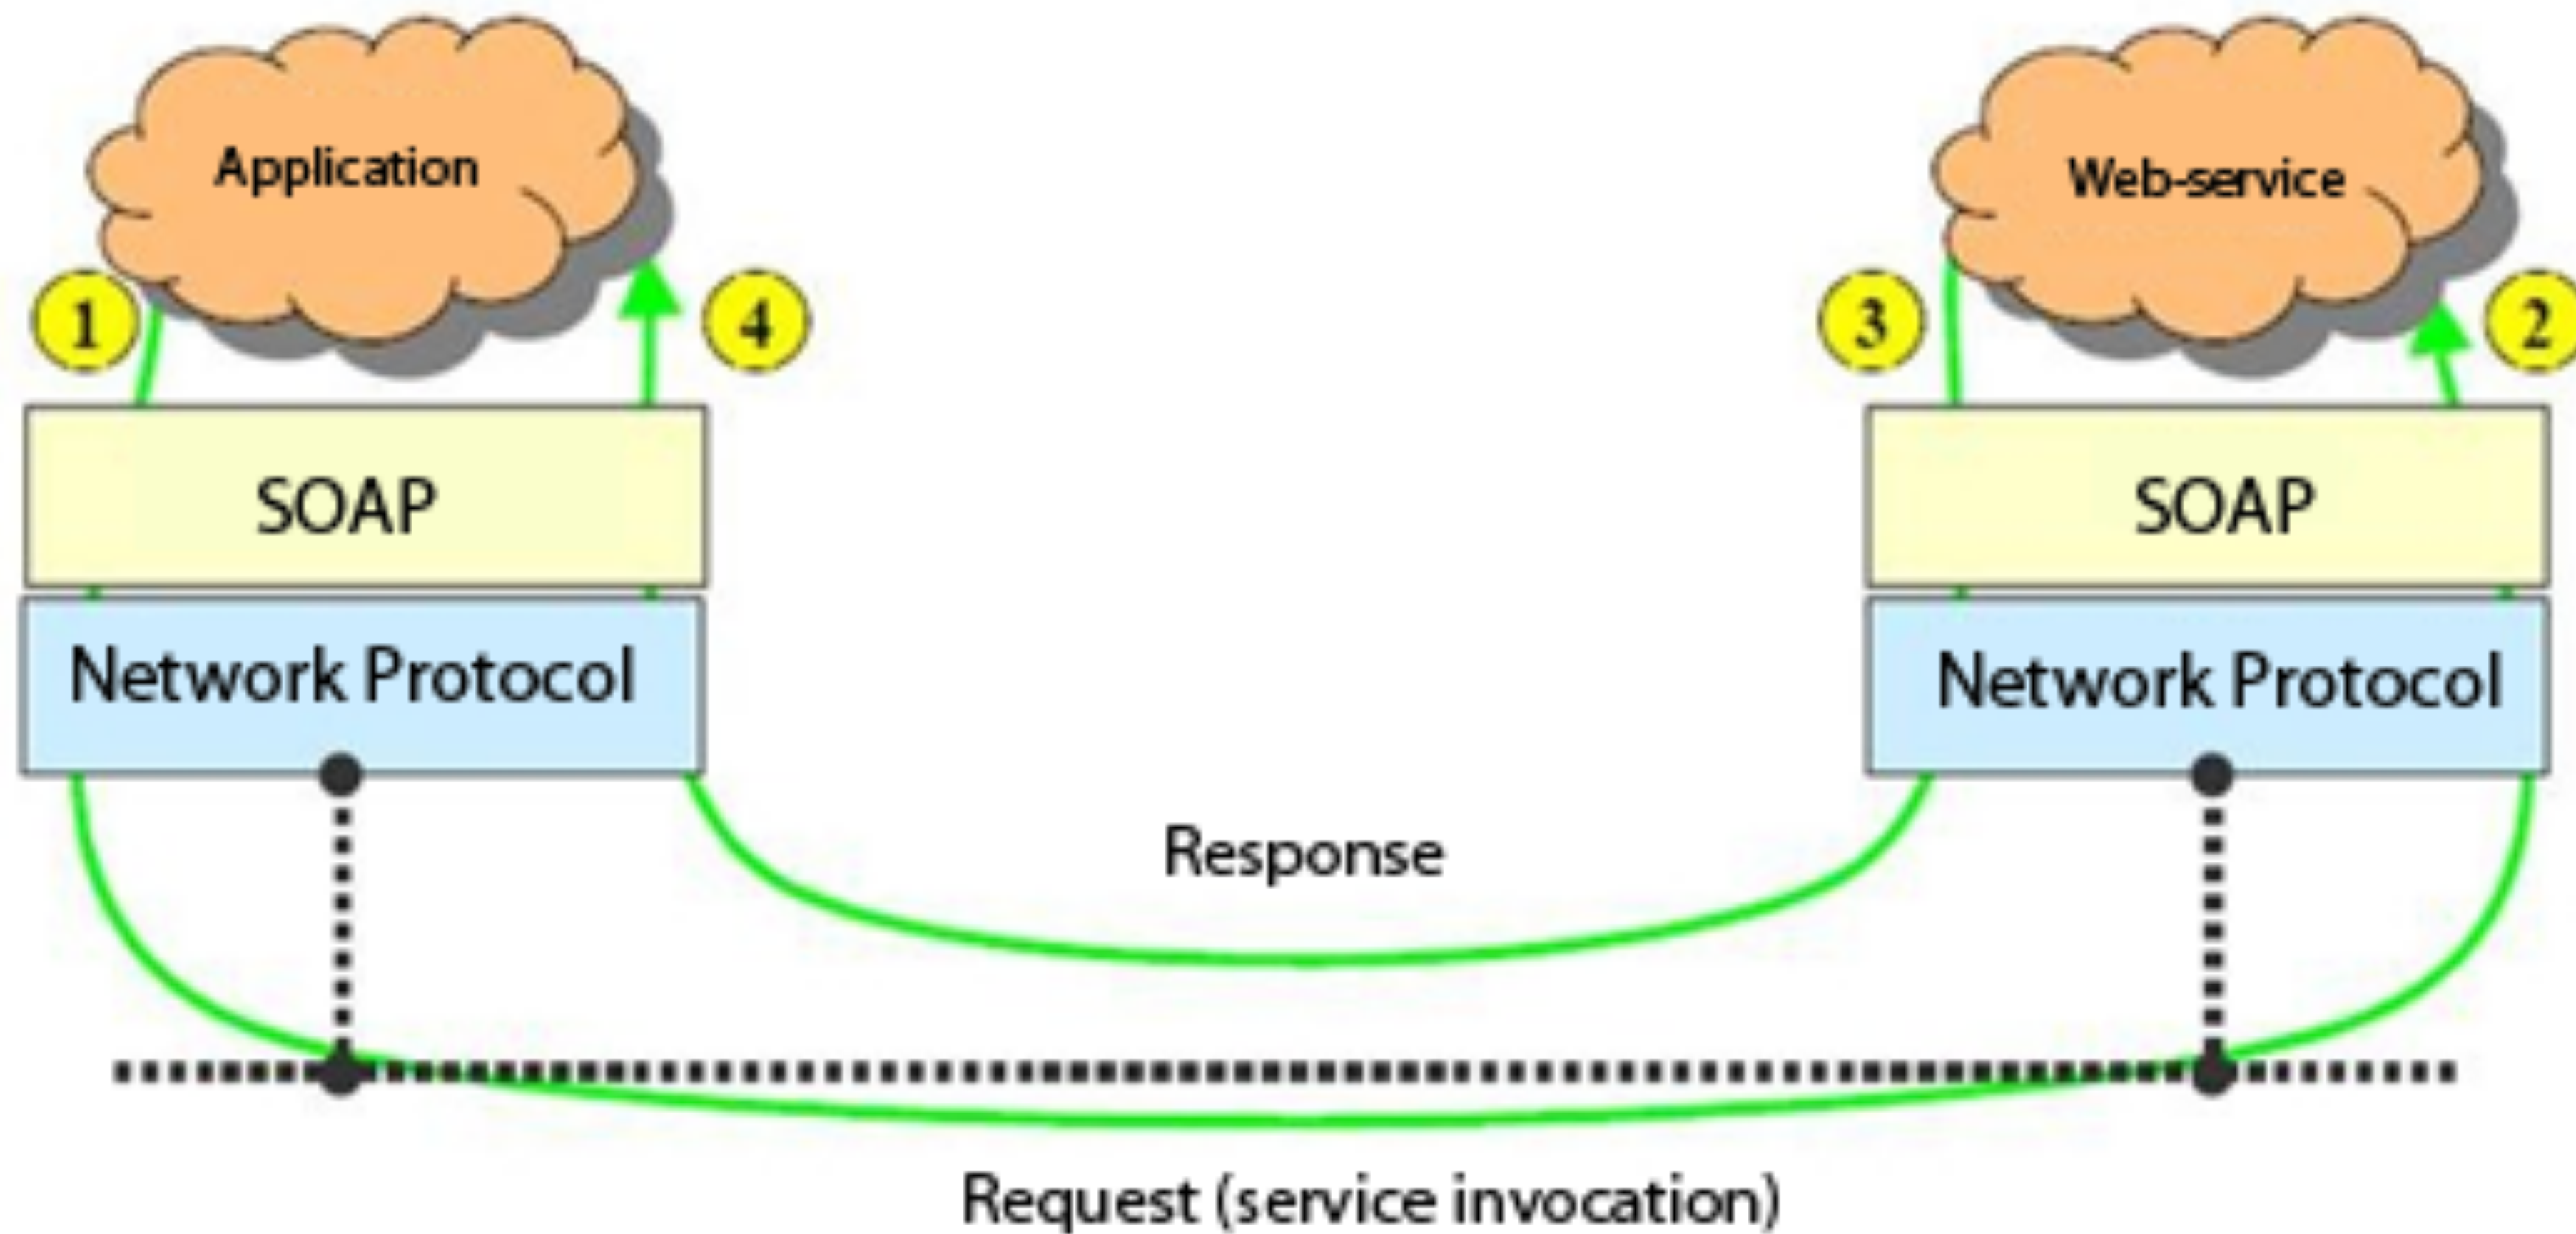 Application
Web-service
1
4
3
2
SOAP
SOAP
Network Protocol
Network Protocol
Response
Request (service invocation)